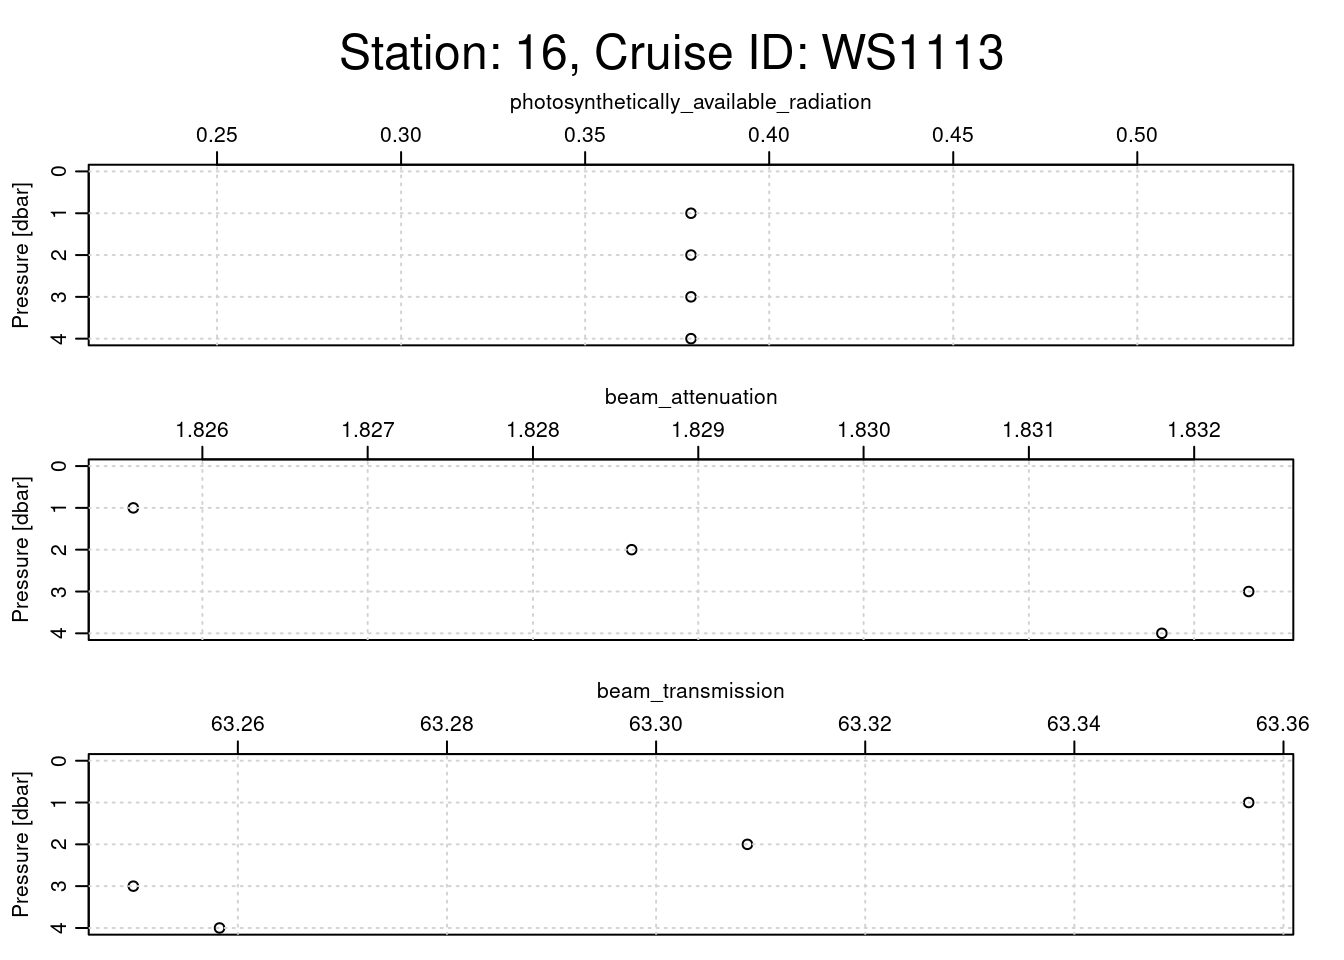 Station: 16, Cruise ID: WS1113
photosynthetically_available_radiation
0.25 0.30 0.35 0.40 0.45 0.50
Pressure [dbar]
0
1
2
3
4
beam_attenuation
1.826 1.827 1.828 1.829 1.830 1.831 1.832
Pressure [dbar]
0
1
2
3
4
beam_transmission
63.26 63.28 63.30 63.32 63.34 63.36
Pressure [dbar]
0
1
2
3
4